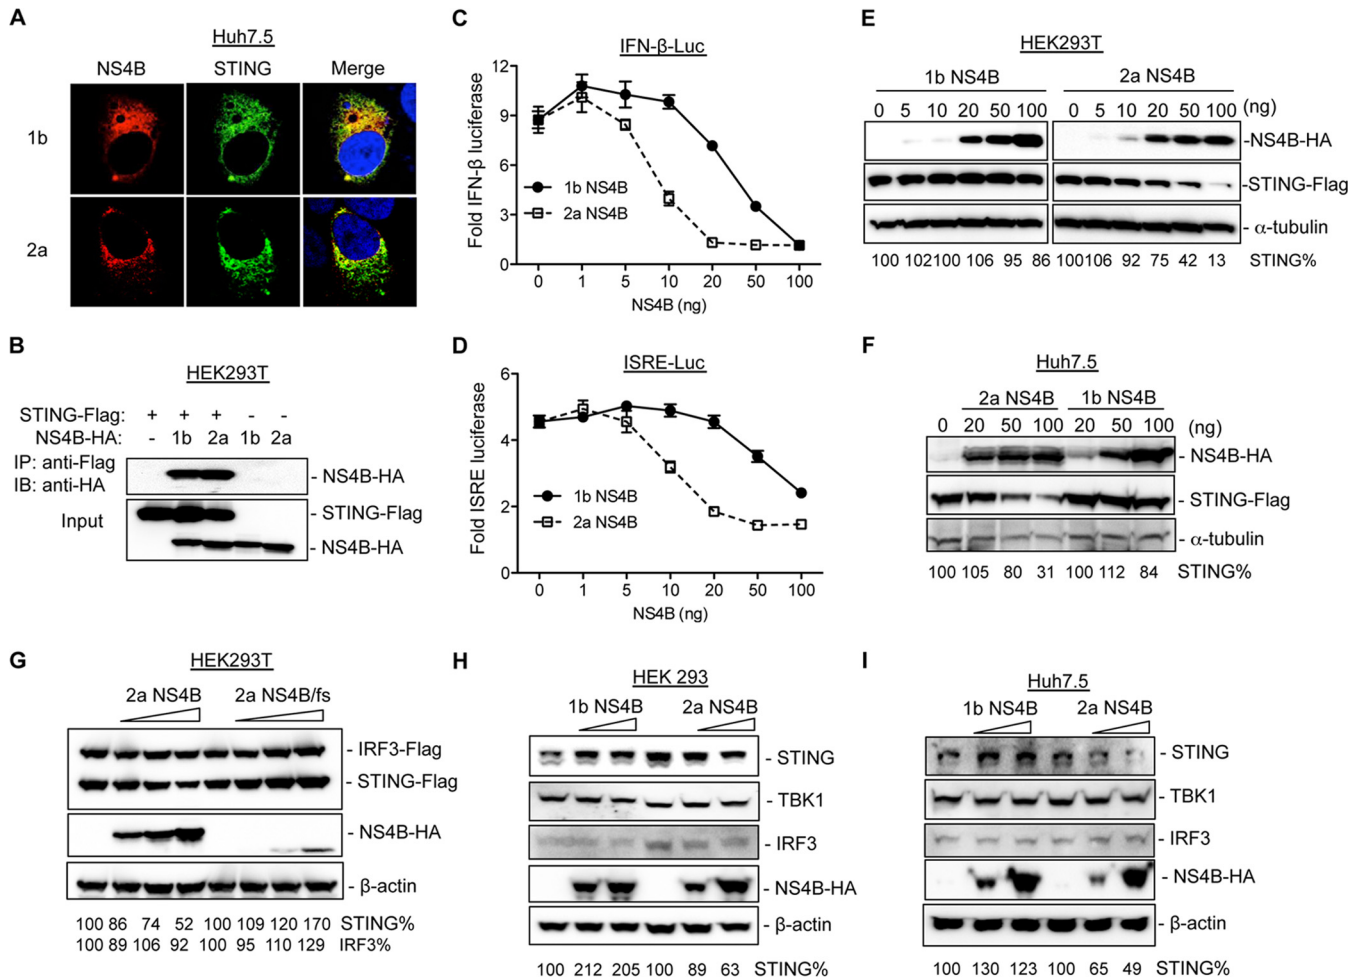 A
Huh7.5
NS4B STING Merge
1b
2a
B
HEK293T
STING-Flag: + + + - -
NS4B-HA: - 1b 2a 1b 2a
IP: anti-Flag
IB: anti-HA
- NS4B-HA
Input
- STING-Flag
- NS4B-HA
C
IFN-β-Luc
Fold IFN-β luciferase
12
9
6
3
0
1b NS4B
2a NS4B
0 1 5 10 20 50 100
NS4B (ng)
D
ISRE-Luc
Fold ISRE luciferase
6
4
2
0
1b NS4B
2a NS4B
0 1 5 10 20 50 100
NS4B (ng)
E
HEK293T
1b NS4B 2a NS4B
0 5 10 20 50 100 0 5 10 20 50 100 (ng)
-NS4B-HA
-STING-Flag
- α-tubulin
100 102 100 106 95 86 100 106 92 75 42 13 STING%
F
Huh7.5
2a NS4B 1b NS4B
0 20 50 100 20 50 100 (ng)
- NS4B-HA
- STING-Flag
- α-tubulin
100 105 80 31 100 112 84 STING%
G
HEK293T
2a NS4B 2a NS4B/fs
- IRF3-Flag
- STING-Flag
- NS4B-HA
- β-actin
100 86 74 52 100 109 120 170 STING%
100 89 106 92 100 95 110 129 IRF3%
H
HEK 293
1b NS4B 2a NS4B
- STING
- TBK1
- IRF3
- NS4B-HA
- β-actin
100 212 205 100 89 63 STING%
I
Huh7.5
1b NS4B 2a NS4B
- STING
- TBK1
- IRF3
- NS4B-HA
- β-actin
100 130 123 100 65 49 STING%